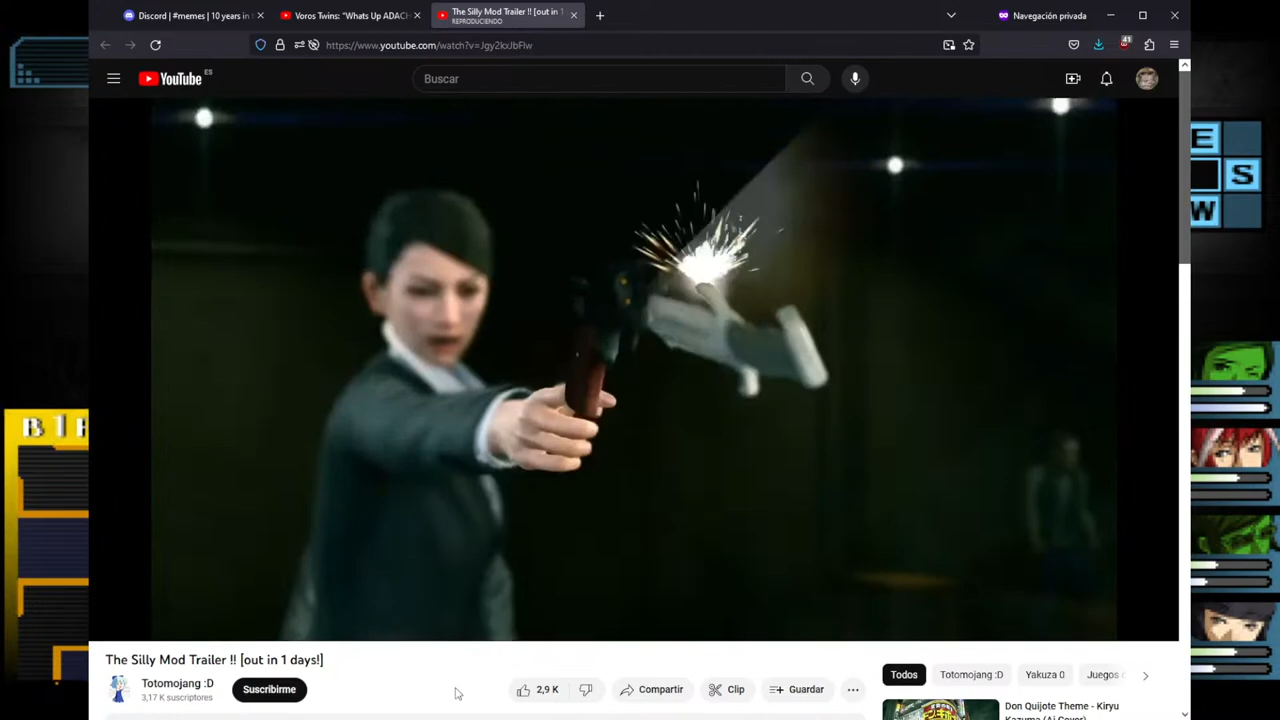 Discord | #memes | 10 years in t
Voros Twins: “Whats Up ADACH
The Silly Mod Trailer !! [out in 1
REPRODUCIENDO
Navegación privada
https://www.youtube.com/watch?v=Jgy2kxJbFlw
41
YouTube ES
Buscar
E
S
W
B1F
The Silly Mod Trailer !! [out in 1 days!]
Totomojang :D
3,17 K suscriptores
Suscribirme
2,9 K
Compartir
Clip
Guardar
Todos
Totomojang :D
Yakuza 0
Juegos
Don Quijote Theme - Kiryu
Kazuma (Ai Cover)